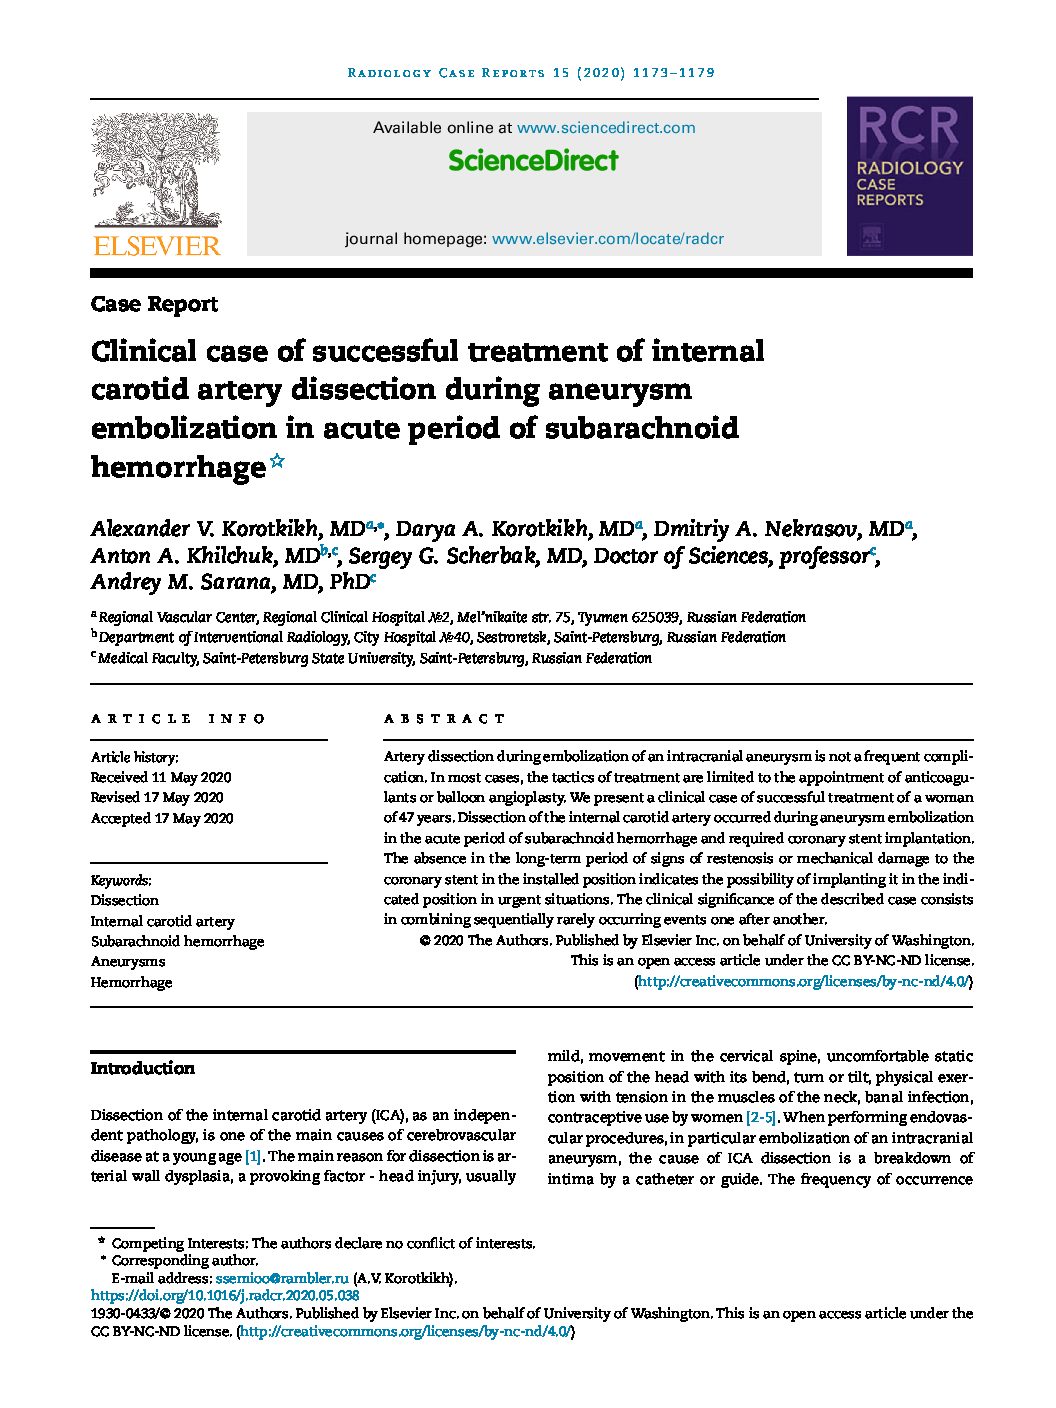 Radiology Case Reports 15 (2020) 1173–1179
Available online at www.sciencedirect.com
ScienceDirect
journal homepage: www.elsevier.com/locate/radcr
ELSEVIER
RCR
RADIOLOGY
CASE
REPORTS
Case Report
Clinical case of successful treatment of internal
carotid artery dissection during aneurysm
embolization in acute period of subarachnoid
hemorrhage☆
Alexander V. Korotkikh, MDa,*, Darya A. Korotkikh, MDa, Dmitriy A. Nekrasov, MDa,
Anton A. Khilchuk, MDb,c, Sergey G. Scherbak, MD, Doctor of Sciences, professorc,
Andrey M. Sarana, MD, PhDc
a Regional Vascular Center, Regional Clinical Hospital №2, Mel'nikaite str. 75, Tyumen 625039, Russian Federation
b Department of Interventional Radiology, City Hospital №40, Sestroretsk, Saint-Petersburg, Russian Federation
c Medical Faculty, Saint-Petersburg State University, Saint-Petersburg, Russian Federation
ARTICLE INFO
Article history:
Received 11 May 2020
Revised 17 May 2020
Accepted 17 May 2020
Keywords:
Dissection
Internal carotid artery
Subarachnoid hemorrhage
Aneurysms
Hemorrhage
ABSTRACT
Artery dissection during embolization of an intracranial aneurysm is not a frequent compli-
cation. In most cases, the tactics of treatment are limited to the appointment of anticoagu-
lants or balloon angioplasty. We present a clinical case of successful treatment of a woman
of 47 years. Dissection of the internal carotid artery occurred during aneurysm embolization
in the acute period of subarachnoid hemorrhage and required coronary stent implantation.
The absence in the long-term period of signs of restenosis or mechanical damage to the
coronary stent in the installed position indicates the possibility of implanting it in the indi-
cated position in urgent situations. The clinical significance of the described case consists
in combining sequentially rarely occurring events one after another.
© 2020 The Authors. Published by Elsevier Inc. on behalf of University of Washington.
This is an open access article under the CC BY-NC-ND license.
(http://creativecommons.org/licenses/by-nc-nd/4.0/)
Introduction
Dissection of the internal carotid artery (ICA), as an indepen-
dent pathology, is one of the main causes of cerebrovascular
disease at a young age [1]. The main reason for dissection is ar-
terial wall dysplasia, a provoking factor - head injury, usually
mild, movement in the cervical spine, uncomfortable static
position of the head with its bend, turn or tilt, physical exer-
tion with tension in the muscles of the neck, banal infection,
contraceptive use by women [2-5]. When performing endovas-
cular procedures, in particular embolization of an intracranial
aneurysm, the cause of ICA dissection is a breakdown of
intima by a catheter or guide. The frequency of occurrence
☆ Competing Interests: The authors declare no conflict of interests.
* Corresponding author.
E-mail address: ssemioo@rambler.ru (A.V. Korotkikh).
https://doi.org/10.1016/j.radcr.2020.05.038
1930-0433/© 2020 The Authors. Published by Elsevier Inc. on behalf of University of Washington. This is an open access article under the
CC BY-NC-ND license. (http://creativecommons.org/licenses/by-nc-nd/4.0/)